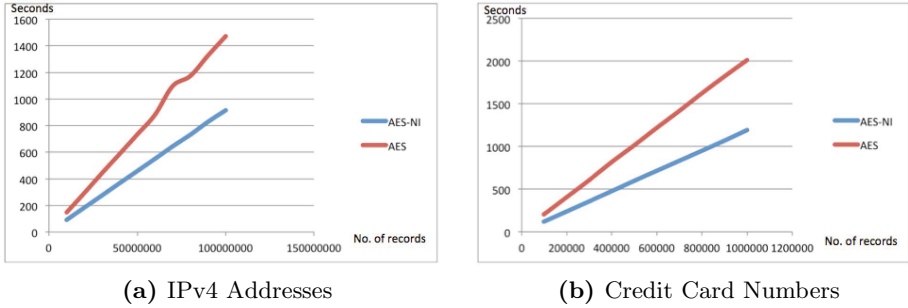 Seconds
1600
1400
1200
1000
800
600
400
200
0
0 50000000 100000000 150000000
No. of records
AES-NI
AES
(a) IPv4 Addresses
Seconds
2500
2000
1500
1000
500
0
0 200000 400000 600000 800000 1000000 1200000
No. of records
AES-NI
AES
(b) Credit Card Numbers